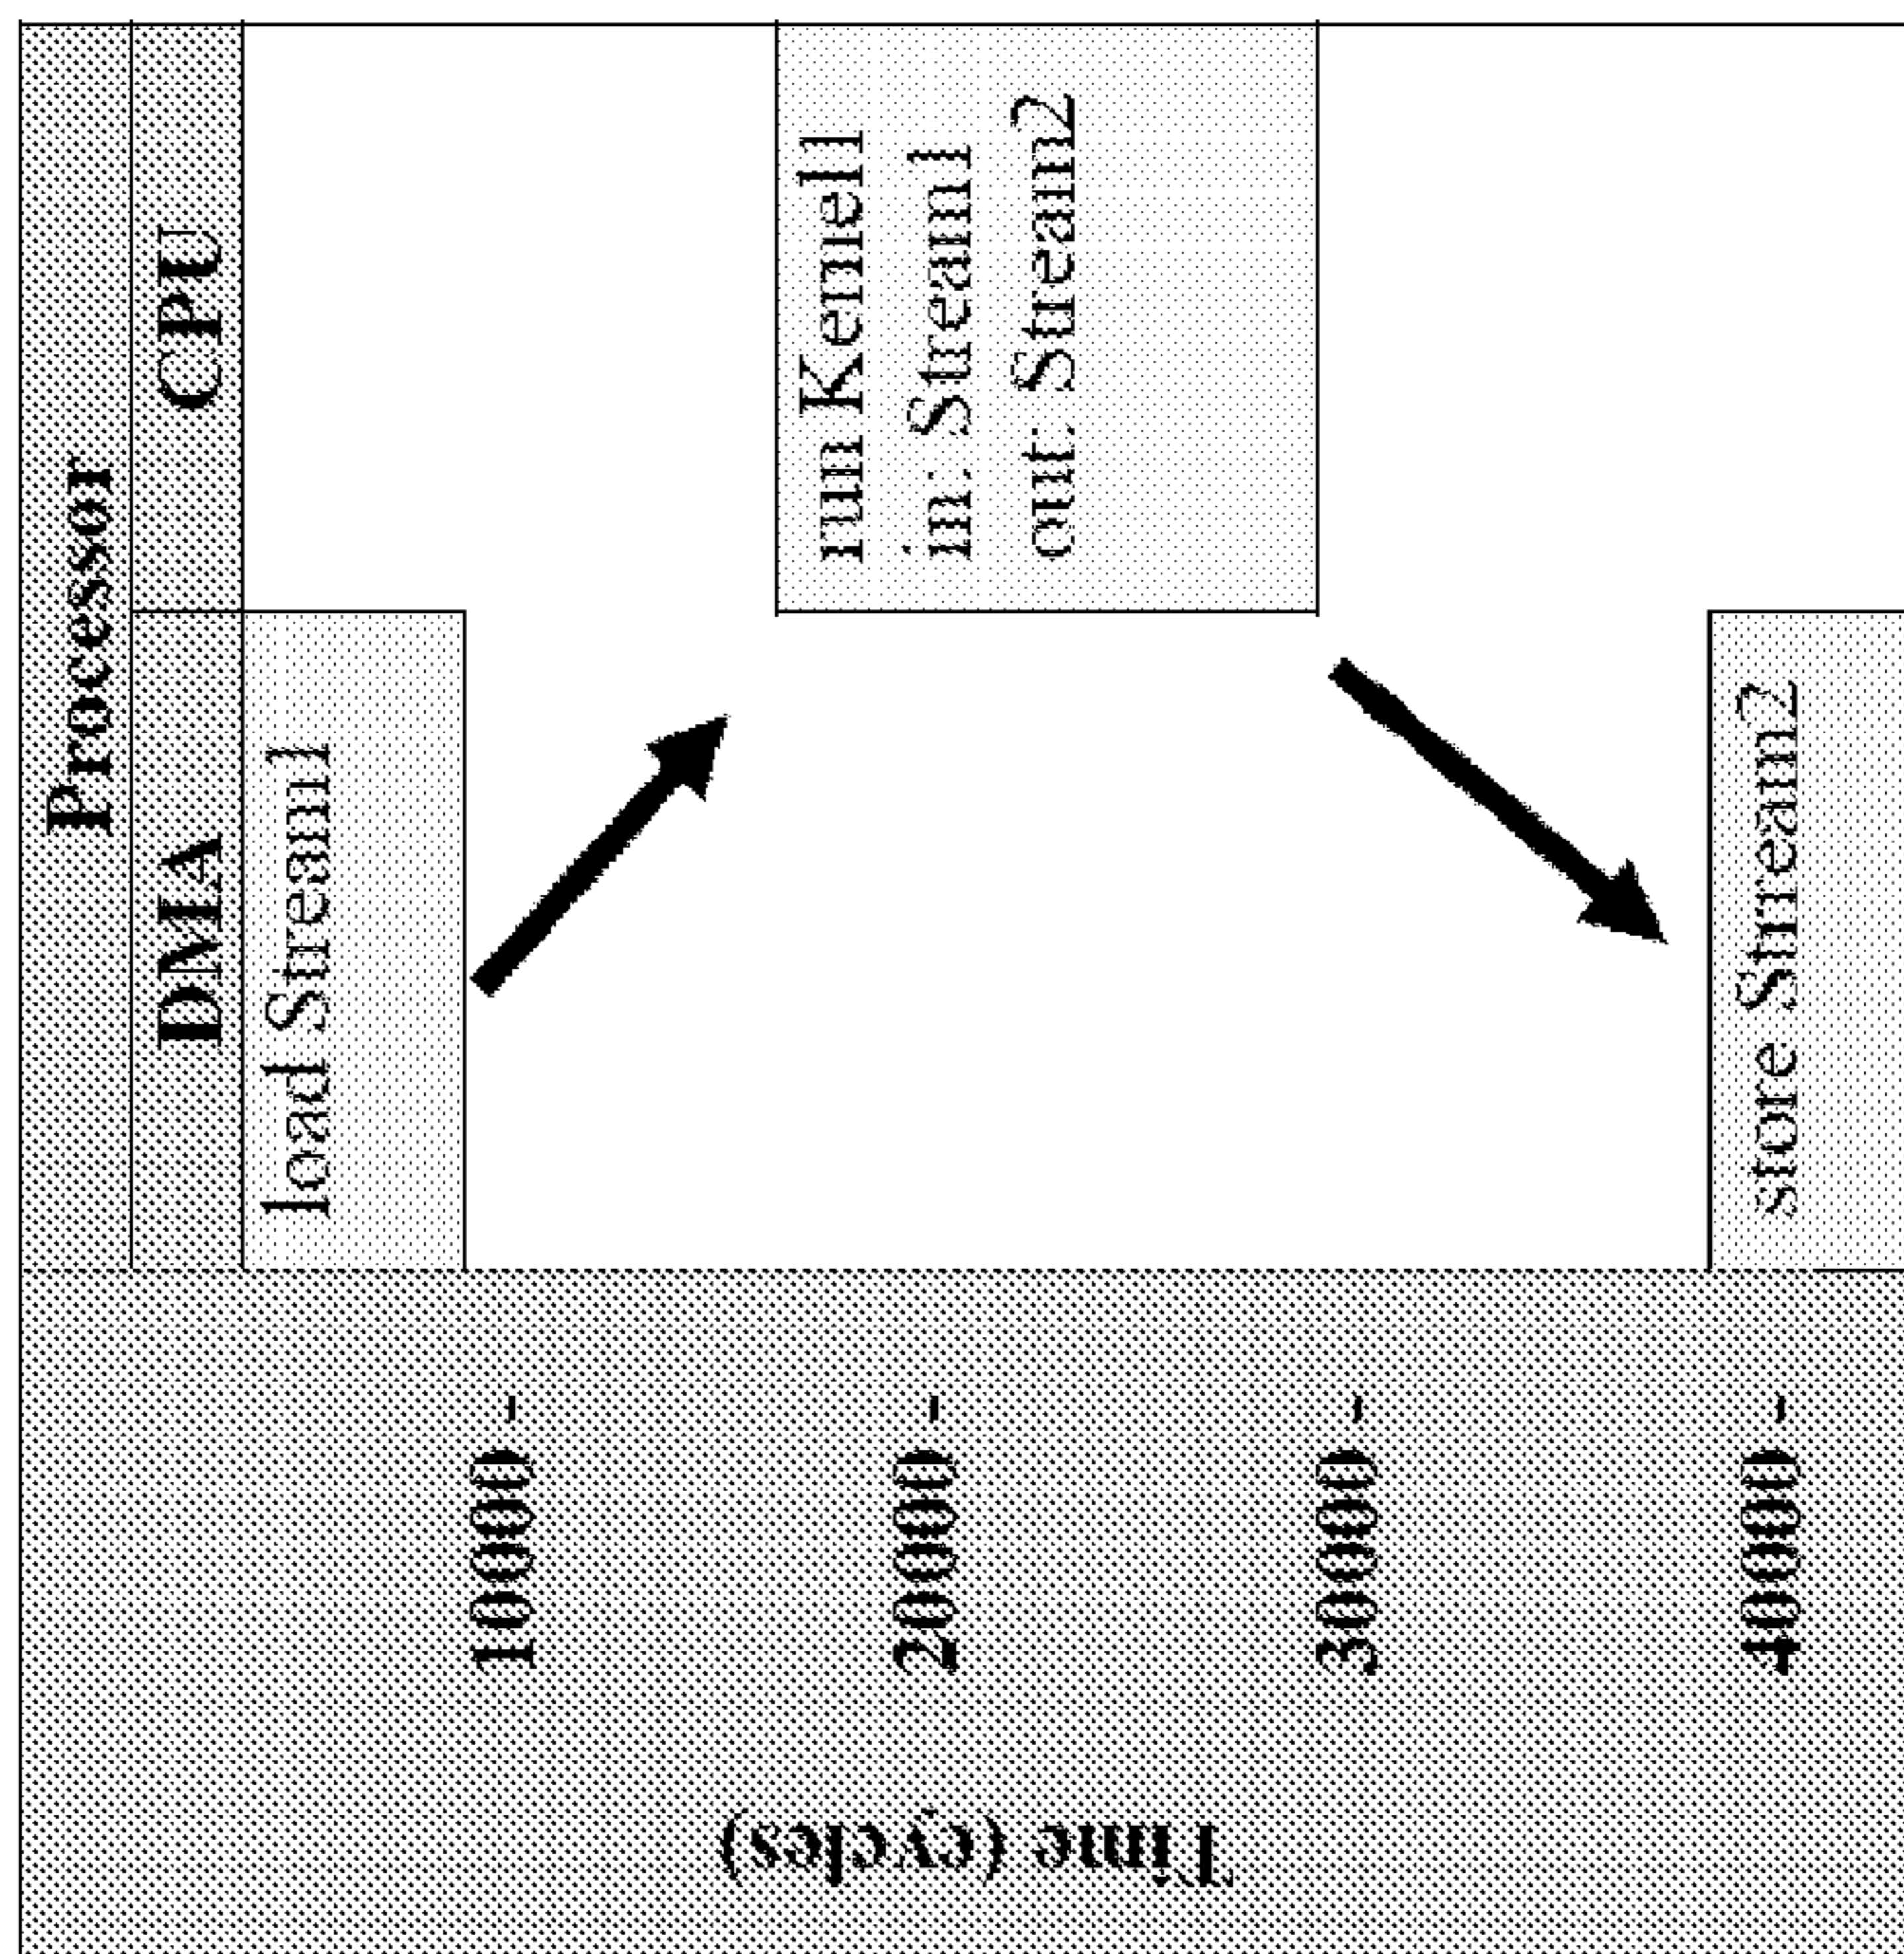 Processor
DMA
CPU
load Stream1
run Kernel1
in: Stream1
out: Stream2
store Stream2
Time (cycles)
10000 -
20000 -
30000 -
40000 -